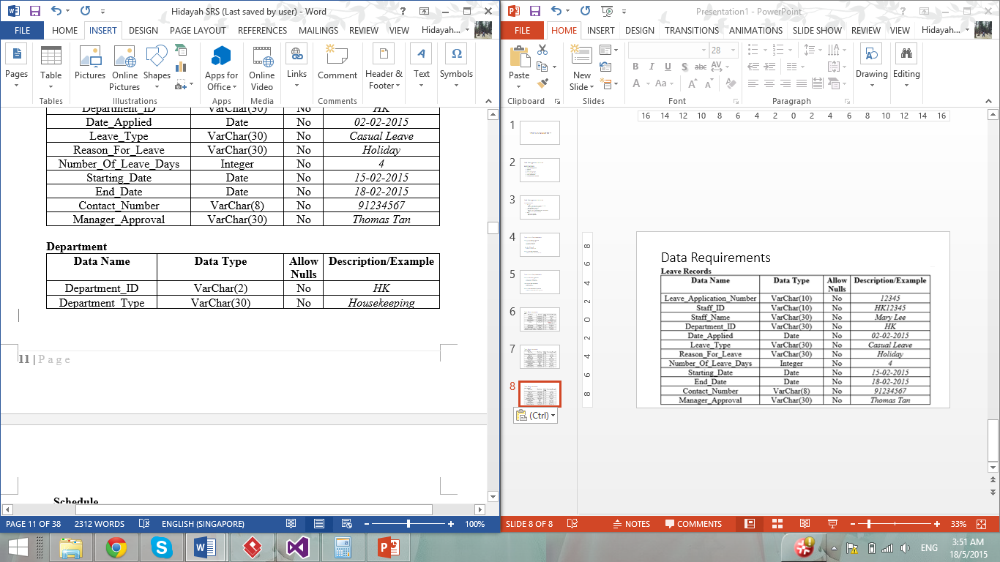 Hidayah SRS (Last saved by user) - Word
FILE HOME INSERT DESIGN PAGE LAYOUT REFERENCES MAILINGS REVIEW VIEW Hidayah...
Pages Table Pictures Online Pictures Shapes Apps for Office Online Video Links Comment Header & Footer Text Symbols
Tables Illustrations Apps Media Comments
Department_ID VarChar(30) No HK
Date_Applied Date No 02-02-2015
Leave_Type VarChar(30) No Casual Leave
Reason_For_Leave VarChar(30) No Holiday
Number_Of_Leave_Days Integer No 4
Starting_Date Date No 15-02-2015
End_Date Date No 18-02-2015
Contact_Number VarChar(8) No 91234567
Manager_Approval VarChar(30) No Thomas Tan
Department
Data Name Data Type Allow Nulls Description/Example
Department_ID VarChar(2) No HK
Department_Type VarChar(30) No Housekeeping
11 | Page
Schedule
PAGE 11 OF 38 2312 WORDS ENGLISH (SINGAPORE) 100%
Presentation1 - PowerPoint
FILE HOME INSERT DESIGN TRANSITIONS ANIMATIONS SLIDE SHOW REVIEW VIEW Hidayah...
Paste New Slide 28 B I U S abc AV A Aa A A Drawing Editing
Clipboard Slides Font Paragraph
16 14 12 10 8 6 4 2 0 2 4 6 8 10 12 14 16
1
2
3
4
5
6
7
8
(Ctrl)
8 6 4 2 0 2 4 6 8
Data Requirements
Leave Records
Data Name Data Type Allow Nulls Description/Example
Leave_Application_Number VarChar(10) No 12345
Staff_ID VarChar(10) No HK12345
Staff_Name VarChar(30) No Mary Lee
Department_ID VarChar(30) No HK
Date_Applied Date No 02-02-2015
Leave_Type VarChar(30) No Casual Leave
Reason_For_Leave VarChar(30) No Holiday
Number_Of_Leave_Days Integer No 4
Starting_Date Date No 15-02-2015
End_Date Date No 18-02-2015
Contact_Number VarChar(8) No 91234567
Manager_Approval VarChar(30) No Thomas Tan
SLIDE 8 OF 8 NOTES COMMENTS 33%
ENG 3:51 AM
18/5/2015